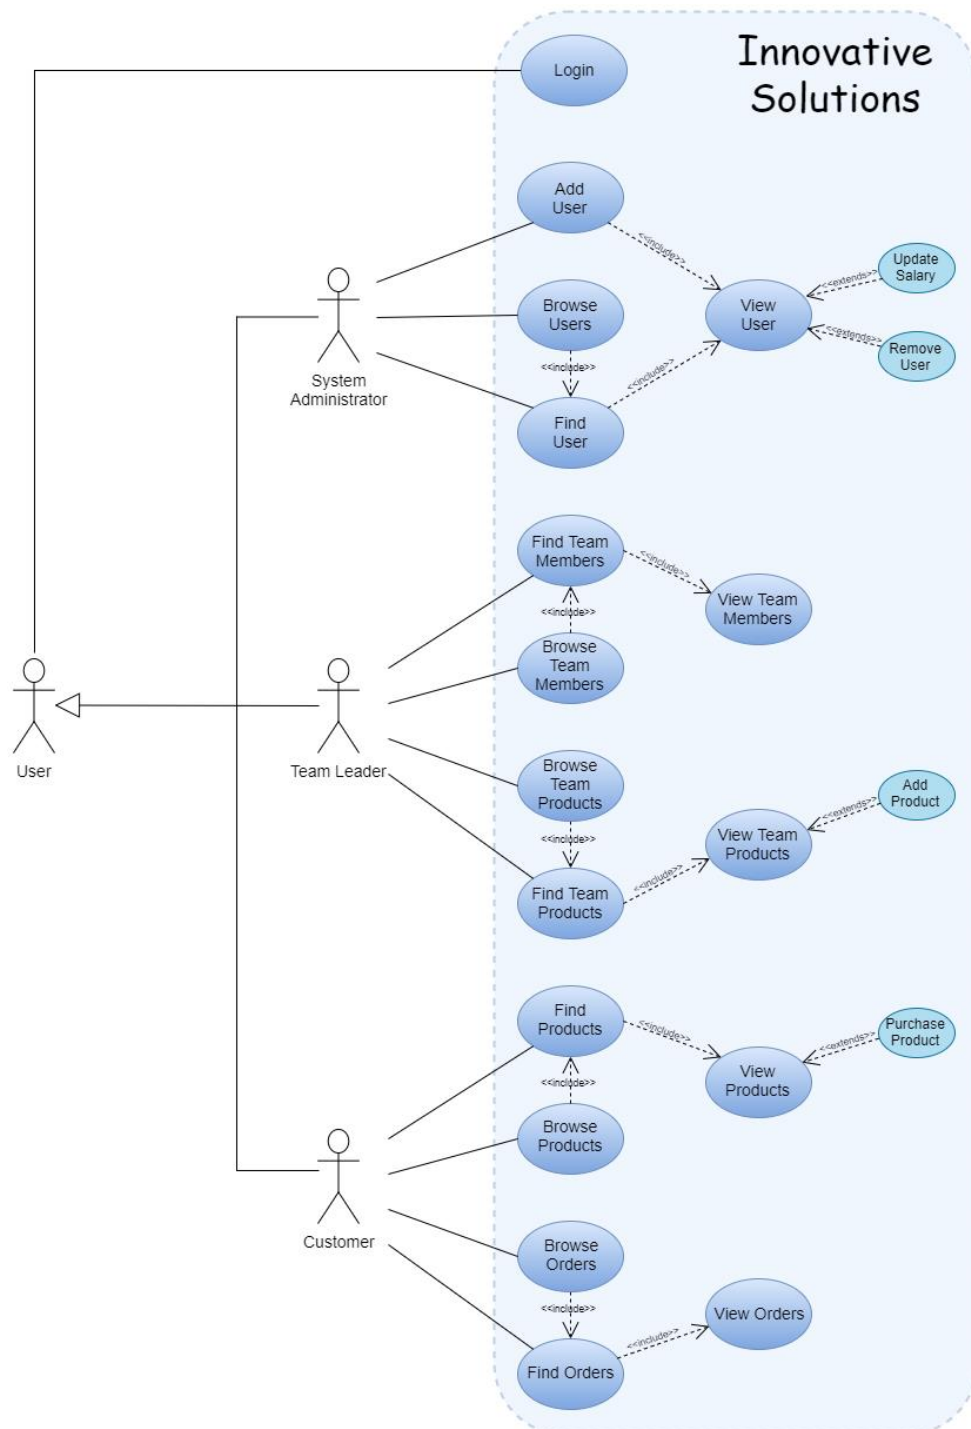 Innovative
Solutions
Login
Add
User
<<include>>
Update
Salary
<<extends>>
View
User
Browse
Users
<<extends>>
Remove
User
<<include>>
<<include>>
System
Administrator
Find
User
Find Team
Members
<<include>>
View Team
Members
<<include>>
Browse
Team
Members
User
Team Leader
Browse
Team
Products
Add
Product
<<extends>>
View Team
Products
<<include>>
<<include>>
Find Team
Products
Find
Products
<<include>>
Purchase
Product
<<extends>>
View
Products
<<include>>
Browse
Products
Customer
Browse
Orders
<<include>>
View Orders
<<include>>
Find Orders